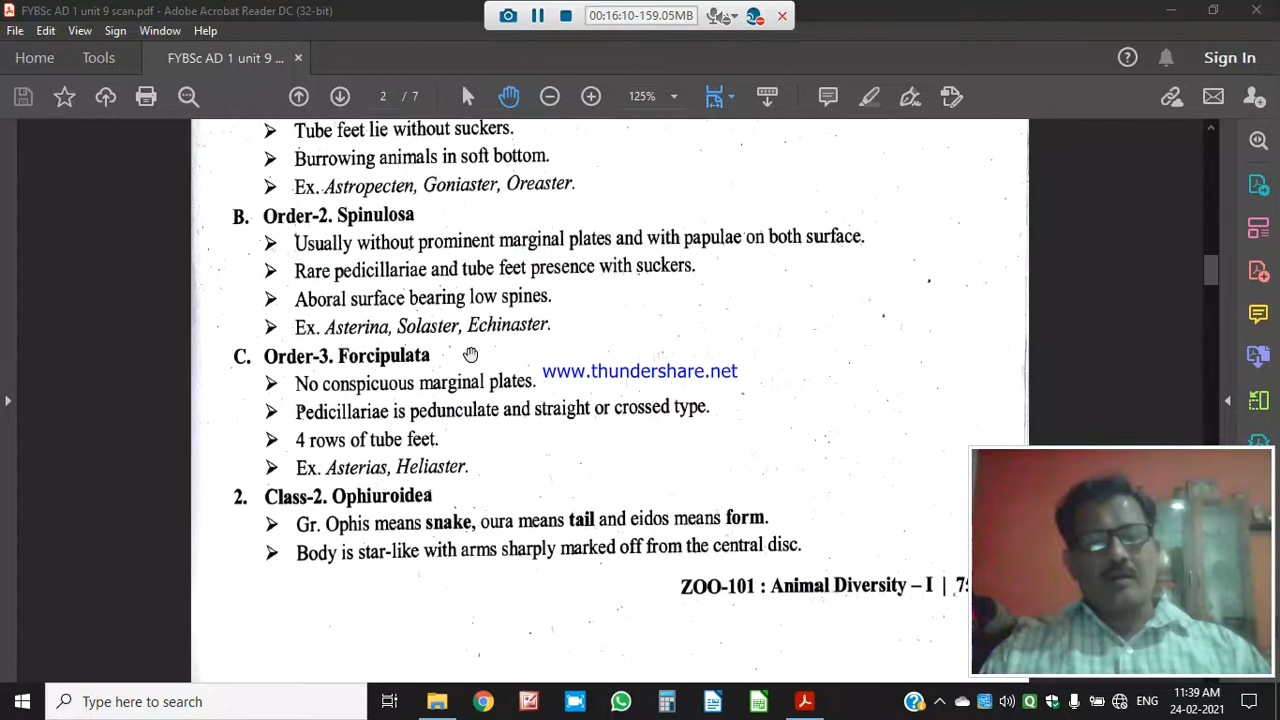 FYBSc AD 1 unit 9 scan.pdf - Adobe Acrobat Reader DC (32-bit)
00:16:10-159.05MB
File Edit View Sign Window Help
Home Tools FYBSc AD 1 unit 9 ... × Sign In
2 / 7 125%
➤ Tube feet lie without suckers.
➤ Burrowing animals in soft bottom.
➤ Ex. Astropecten, Goniaster, Oreaster.
B. Order-2. Spinulosa
➤ Usually without prominent marginal plates and with papulae on both surface.
➤ Rare pedicillariae and tube feet presence with suckers.
➤ Aboral surface bearing low spines.
➤ Ex. Asterina, Solaster, Echinaster.
C. Order-3. Forcipulata
www.thundershare.net
➤ No conspicuous marginal plates.
➤ Pedicillariae is pedunculate and straight or crossed type.
➤ 4 rows of tube feet.
➤ Ex. Asterias, Heliaster.
2. Class-2. Ophiuroidea
➤ Gr. Ophis means snake, oura means tail and eidos means form.
➤ Body is star-like with arms sharply marked off from the central disc.
ZOO-101 : Animal Diversity – I |
Type here to search
ENG
11:39 AM
24-02-2021